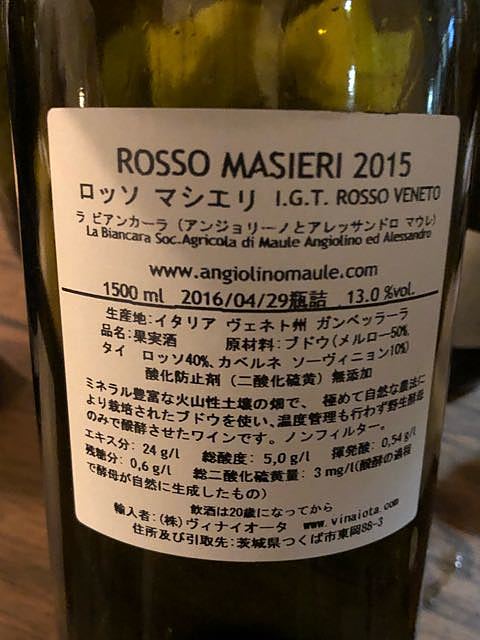 ROSSO MASIERI 2015
ロッソ マシエリ I.G.T. ROSSO VENETO
ラ ビアンカーラ (アンジョリーノとアレッサンドロ マウレ)
La Biancara Soc.Agricola di Maule Angiolino ed Alessandro
www.angiolinomaule.com
1500 ml 2016/04/29瓶詰 13.0 %vol.
生産地:イタリア ヴェネト州 ガンベッラーラ
品名:果実酒 原材料:ブドウ(メルロー50%,
タイ ロッソ40%、カベルネ ソーヴィニョン10%)
酸化防止剤 (二酸化硫黄) 無添加
ミネラル豊富な火山性土壌の畑で、極めて自然な農法に
より栽培されたブドウを使い、温度管理も行わず野生酵母
のみで醗酵させたワインです。ノンフィルター。
エキス分: 24 g/l 総酸度: 5,0 g/l 揮発酸: 0,54 g/l
残糖分: 0,6 g/l 総二酸化硫黄量: 3 mg/l(醗酵の過程
で酵母が自然に生成したもの)
飲酒は20歳になってから
輸入者:(株)ヴィナイオータ www.vinaiota.com
住所及び引取先:茨城県つくば市東岡88-3